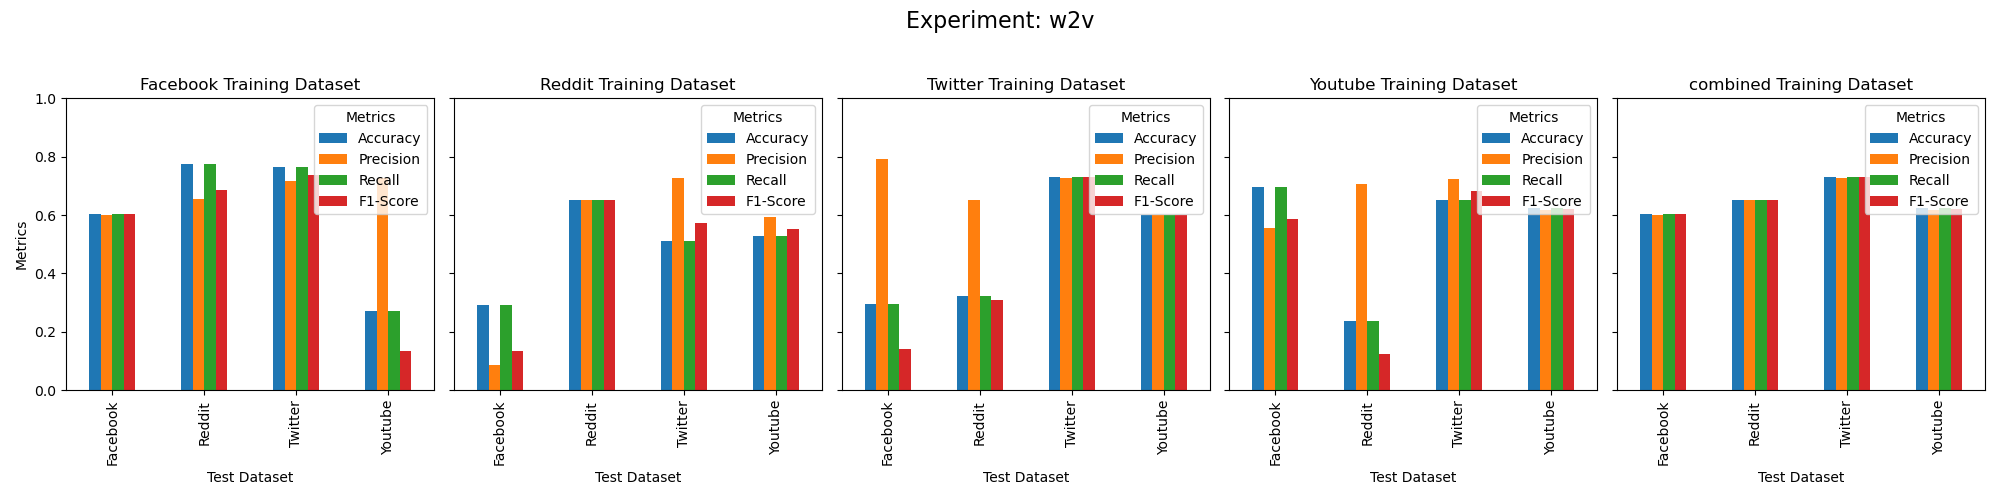 Experiment: w2v
Facebook Training Dataset
Reddit Training Dataset
Twitter Training Dataset
Youtube Training Dataset
combined Training Dataset
Metrics
1.0
0.8
0.6
0.4
0.2
0.0
Metrics
Accuracy
Precision
Recall
F1-Score
Facebook
Reddit
Twitter
Youtube
Test Dataset
Metrics
Accuracy
Precision
Recall
F1-Score
Facebook
Reddit
Twitter
Youtube
Test Dataset
Metrics
Accuracy
Precision
Recall
F1-Score
Facebook
Reddit
Twitter
Youtube
Test Dataset
Metrics
Accuracy
Precision
Recall
F1-Score
Facebook
Reddit
Twitter
Youtube
Test Dataset
Metrics
Accuracy
Precision
Recall
F1-Score
Facebook
Reddit
Twitter
Youtube
Test Dataset